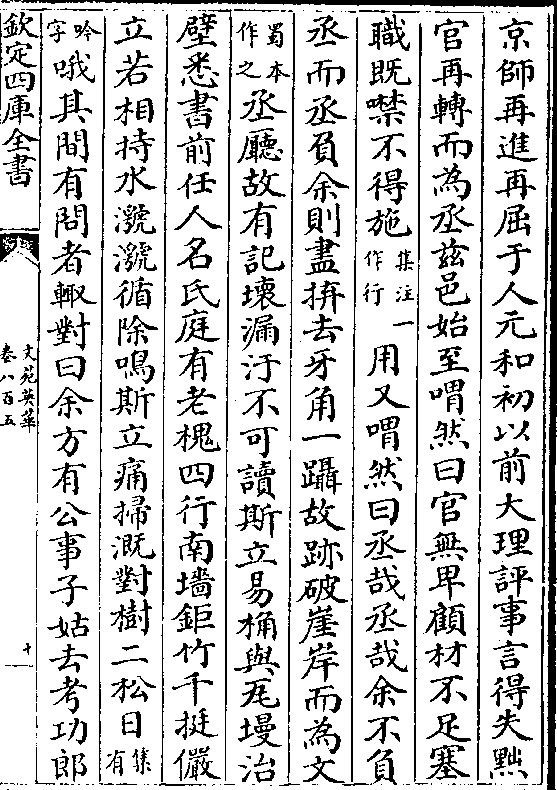 京師再進再屈于人元和初以前大理評事言得失黜
官再轉而為丞茲邑始至喟然曰官無卑顧材不足塞
職既噤不得施集注作行一用又喟然曰丞哉丞哉余不負
丞而丞負余則盡拚去牙角一躡故跡破崖岸而為文
蜀本作之丞廳故有記壞漏汙不可讀斯立易桷與瓦墁治
壁悉書前任人名氏庭有老槐四行南墻鉅竹千挺儼
立若相持水㶁㶁循除鳴斯立痛掃溉對樹二松日集有
吟字哦其間有問者輙對曰余方有公事子姑去考功郎
欽定四庫全書
文苑英華
卷八百五
十